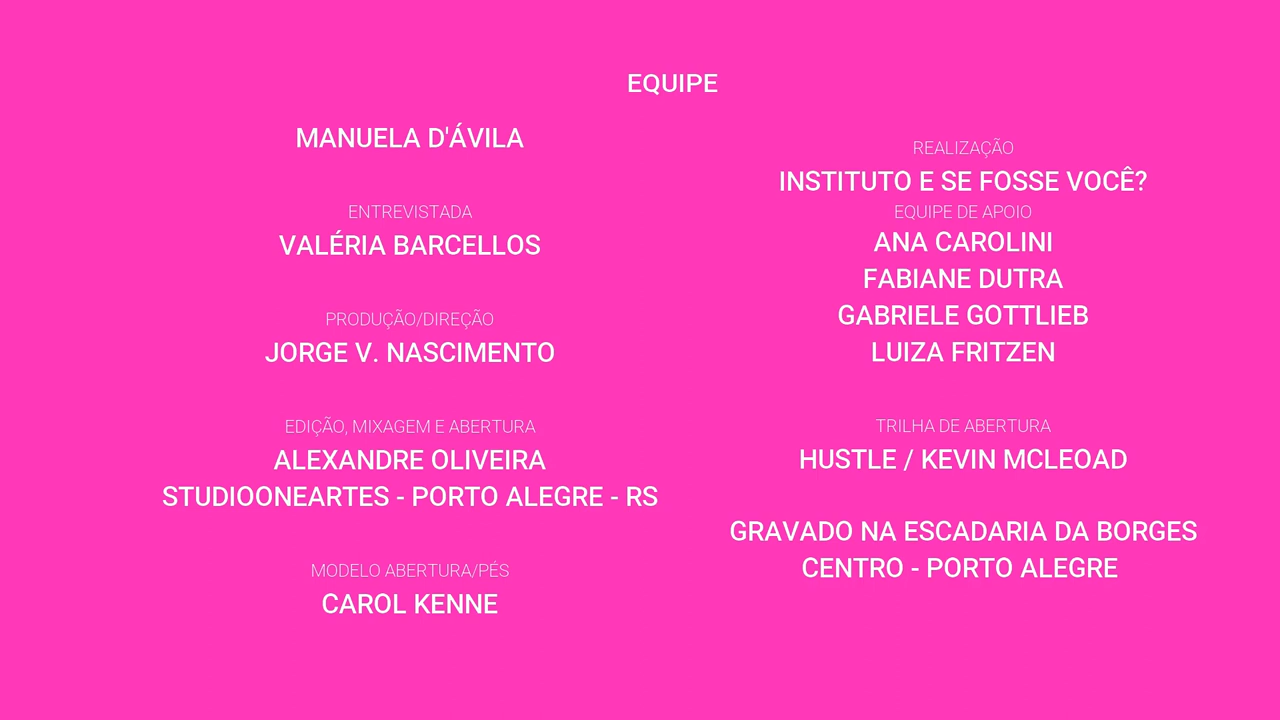 EQUIPE
MANUELA D'ÁVILA
ENTREVISTADA
VALÉRIA BARCELLOS
PRODUÇÃO/DIREÇÃO
JORGE V. NASCIMENTO
EDIÇÃO, MIXAGEM E ABERTURA
ALEXANDRE OLIVEIRA
STUDIOONEARTES - PORTO ALEGRE - RS
MODELO ABERTURA/PÉS
CAROL KENNE
REALIZAÇÃO
INSTITUTO E SE FOSSE VOCÊ?
EQUIPE DE APOIO
ANA CAROLINI
FABIANE DUTRA
GABRIELE GOTTLIEB
LUIZA FRITZEN
TRILHA DE ABERTURA
HUSTLE / KEVIN MCLEOAD
GRAVADO NA ESCADARIA DA BORGES
CENTRO - PORTO ALEGRE